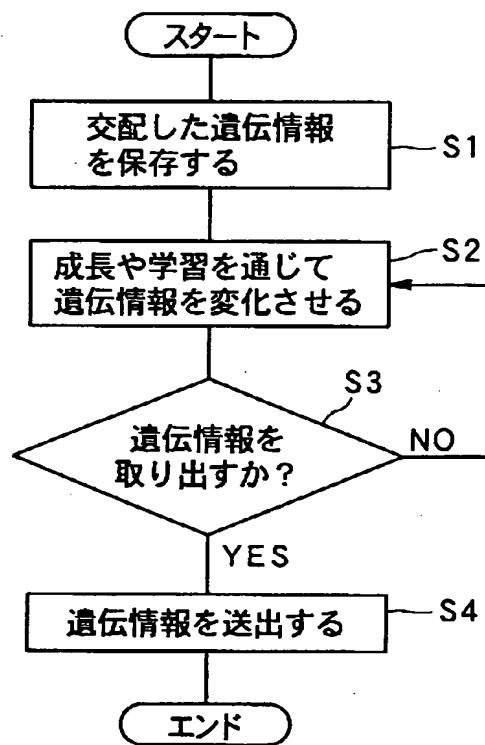 スタート
交配した遺伝情報
を保存する
S1
成長や学習を通じて
遺伝情報を変化させる
S2
S3
遺伝情報を
取り出すか?
NO
YES
遺伝情報を送出する
S4
エンド